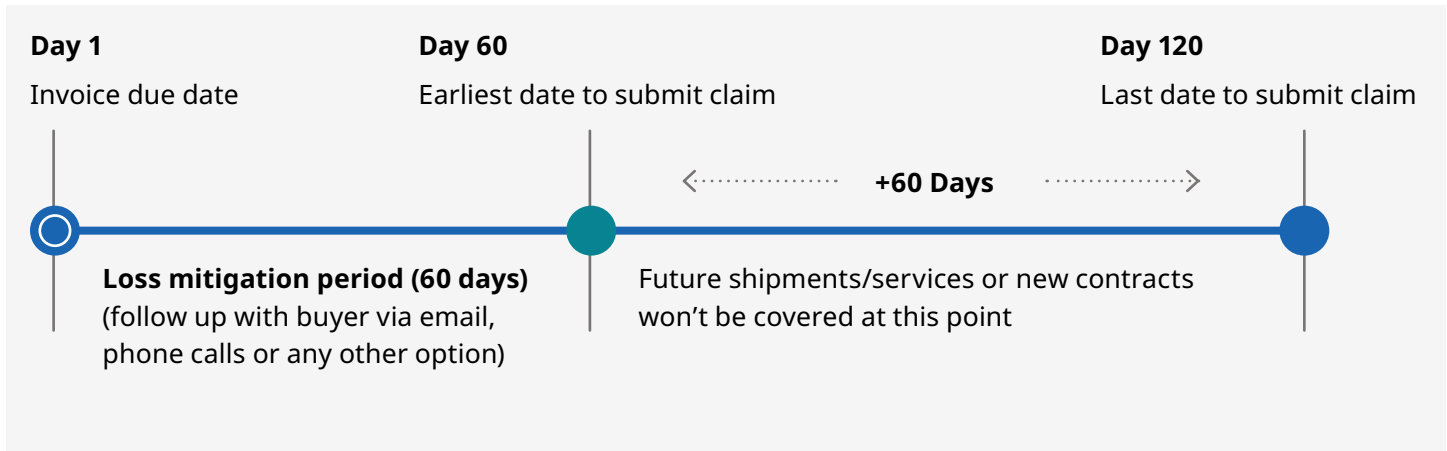 Day 1
Invoice due date
Day 60
Earliest date to submit claim
Day 120
Last date to submit claim
+60 Days
Loss mitigation period (60 days)
(follow up with buyer via email,
phone calls or any other option)
Future shipments/services or new contracts
won’t be covered at this point